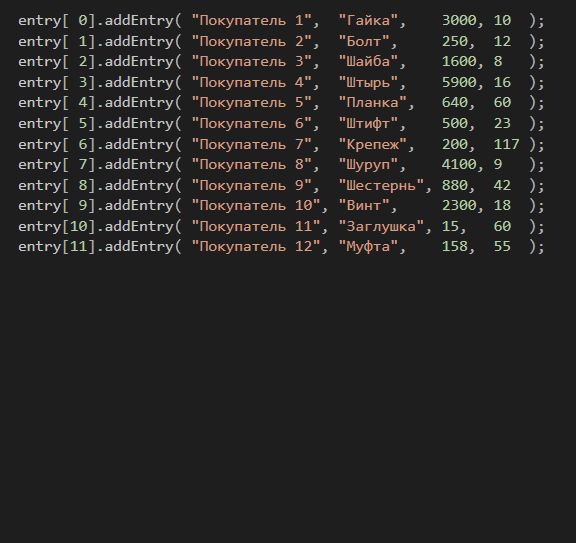 entry[ 0].addEntry( "Покупатель 1",  "Гайка",    3000, 10  );
entry[ 1].addEntry( "Покупатель 2",  "Болт",     250,  12  );
entry[ 2].addEntry( "Покупатель 3",  "Шайба",    1600, 8   );
entry[ 3].addEntry( "Покупатель 4",  "Штырь",    5900, 16  );
entry[ 4].addEntry( "Покупатель 5",  "Планка",   640,  60  );
entry[ 5].addEntry( "Покупатель 6",  "Штифт",    500,  23  );
entry[ 6].addEntry( "Покупатель 7",  "Крепеж",   200,  117 );
entry[ 7].addEntry( "Покупатель 8",  "Шуруп",    4100, 9   );
entry[ 8].addEntry( "Покупатель 9",  "Шестернь", 880,  42  );
entry[ 9].addEntry( "Покупатель 10", "Винт",     2300, 18  );
entry[10].addEntry( "Покупатель 11", "Заглушка", 15,   60  );
entry[11].addEntry( "Покупатель 12", "Муфта",    158,  55  );